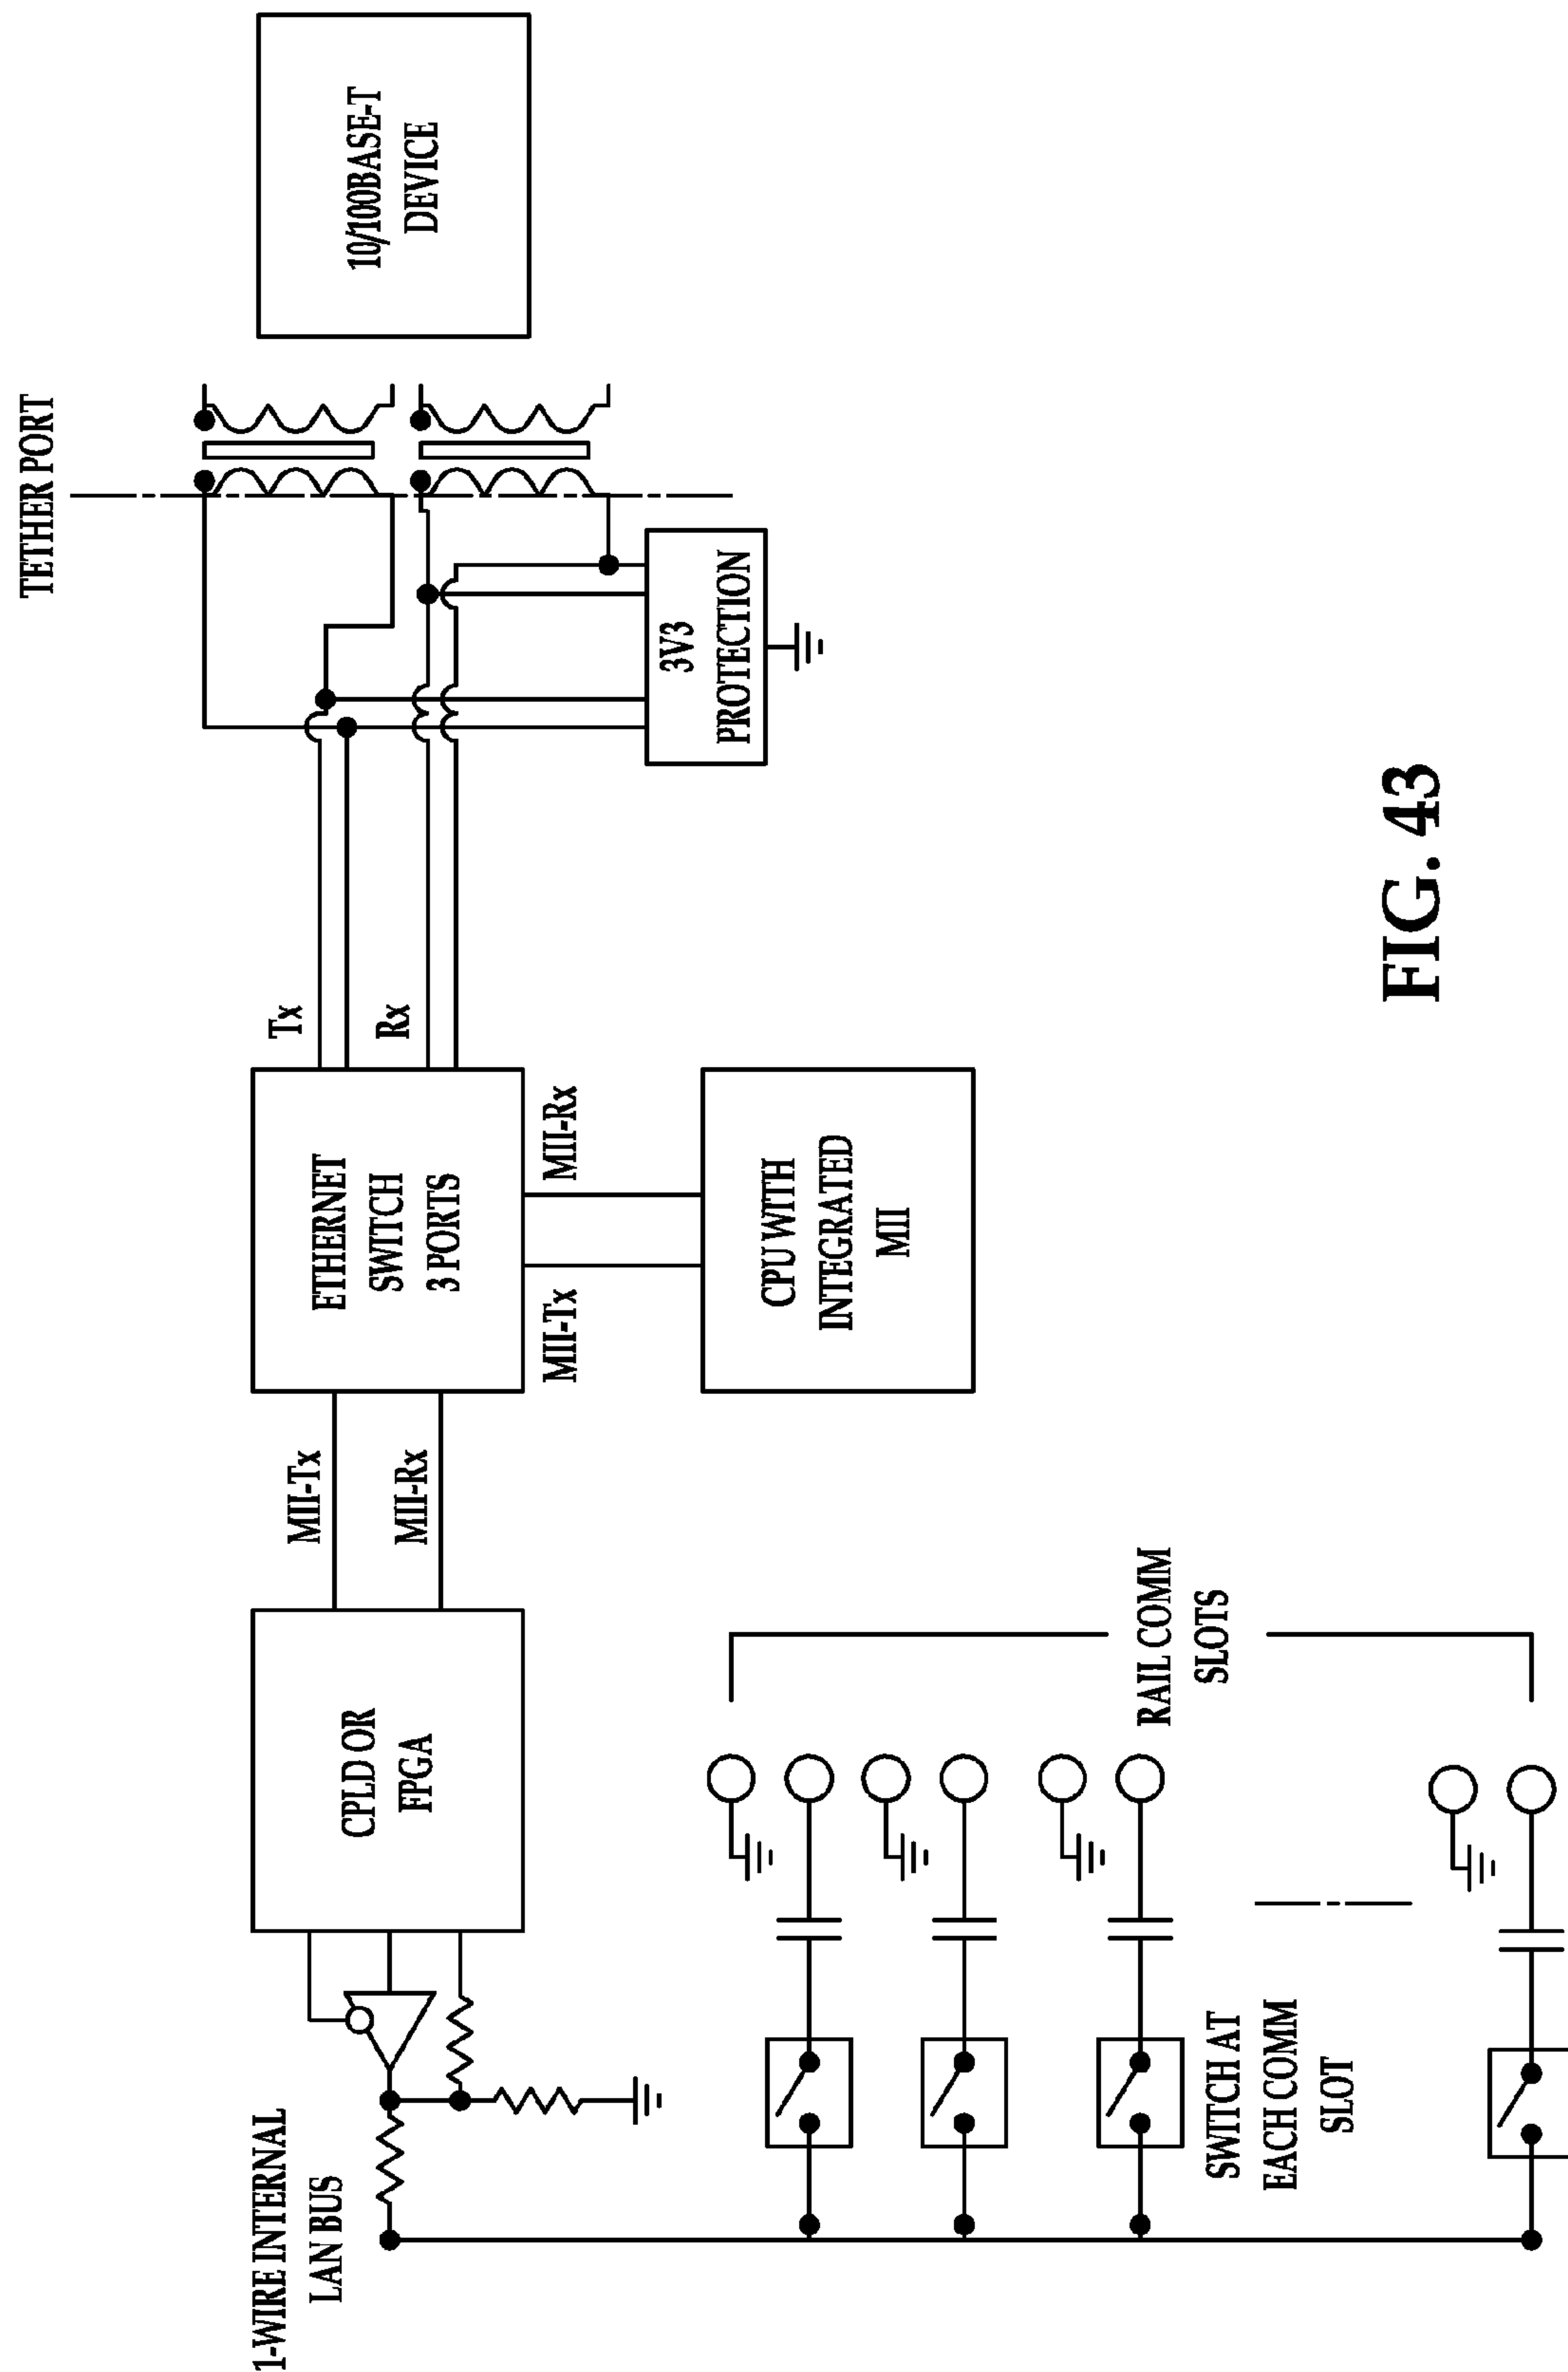 TETHER PORT
10/100BASE-T
DEVICE
3V3
PROTECTION
Tx
Rx
ETHERNET
SWITCH
3 PORTS
MII-Rx
MII-Tx
CPU WITH
INTEGRATED
MII
MII-Tx
MII-Rx
CPLD OR
FPGA
1-WIRE INTERNAL
LAN BUS
RAIL COMM
SLOTS
SWITCH AT
EACH COMM
SLOT
FIG. 43